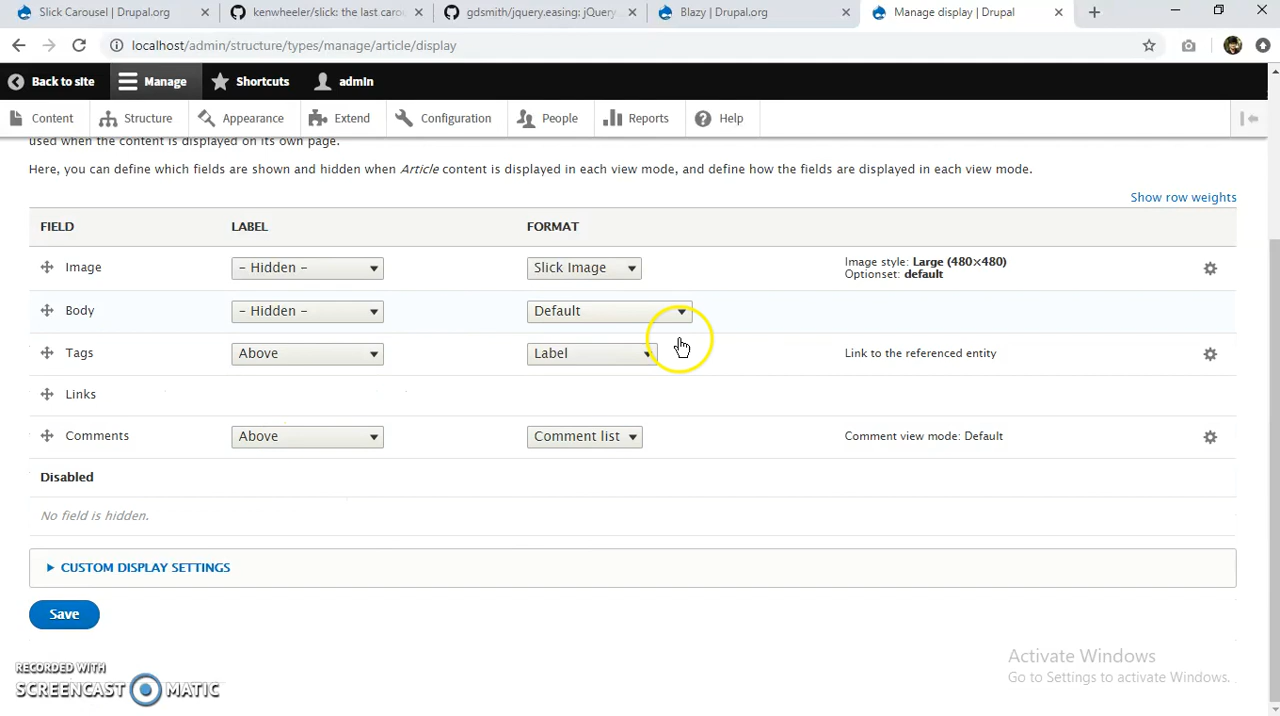 Slick Carousel | Drupal.org
kenwheeler/slick: the last carou
gdsmith/jquery.easing: jQuery
Blazy | Drupal.org
Manage display | Drupal
localhost/admin/structure/types/manage/article/display
Back to site
Manage
Shortcuts
admin
Content
Structure
Appearance
Extend
Configuration
People
Reports
Help
used when the content is displayed on its own page.
Here, you can define which fields are shown and hidden when Article content is displayed in each view mode, and define how the fields are displayed in each view mode.
Show row weights
FIELD LABEL FORMAT
Image - Hidden - Slick Image Image style: Large (480×480)
Optionset: default
Body - Hidden - Default
Tags Above Label Link to the referenced entity
Links
Comments Above Comment list Comment view mode: Default
Disabled
No field is hidden.
CUSTOM DISPLAY SETTINGS
Save
Activate Windows
Go to Settings to activate Windows.
RECORDED WITH
SCREENCAST MATIC